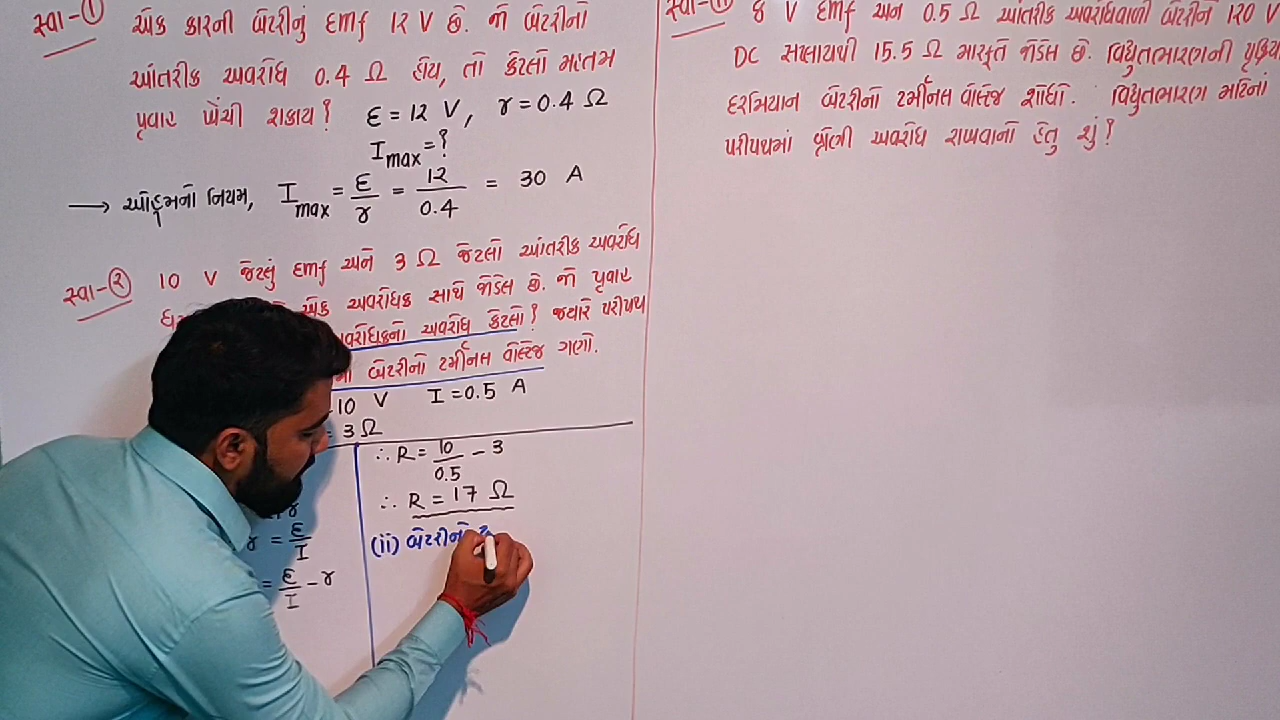 સ્વા-①
એક કારની બેટરીનું emf 12 V છે. જો બેટરીનો
આંતરીક અવરોધ 0.4 Ω હોય, તો કેટલો મહત્તમ
પ્રવાહ ખેંચી શકાય? ε = 12 V, r = 0.4 Ω
I max = ?
→ ઓહ્મનો નિયમ, I max = ε/r = 12/0.4 = 30 A
સ્વા-②
10 V જેટલું emf અને 3 Ω જેટલો આંતરીક અવરોધ
એક અવરોધક સાથે જોડેલ છે. જો પ્રવાહ
અવરોધકનો અવરોધ કેટલો? જ્યારે પરીપથ
બેટરીનો ટર્મીનલ વૉલ્ટેજ ગણો.
10 V I = 0.5 A
= 3 Ω
r = ε/I
= ε/I - r
∴ R = 10/0.5 - 3
∴ R = 17 Ω
(ii) બેટરીનો
8 V emf અને 0.5 Ω આંતરીક અવરોધવાળી બેટરીને 120 V
DC સપ્લાયથી 15.5 Ω મારફતે જોડેલ છે. વિદ્યુતભારણની
દરમિયાન બેટરીનો ટર્મીનલ વૉલ્ટેજ શોધો. વિદ્યુતભારણ માટેનાં
પરીપથમાં શ્રેણી અવરોધ રાખવાનો હેતુ શું?